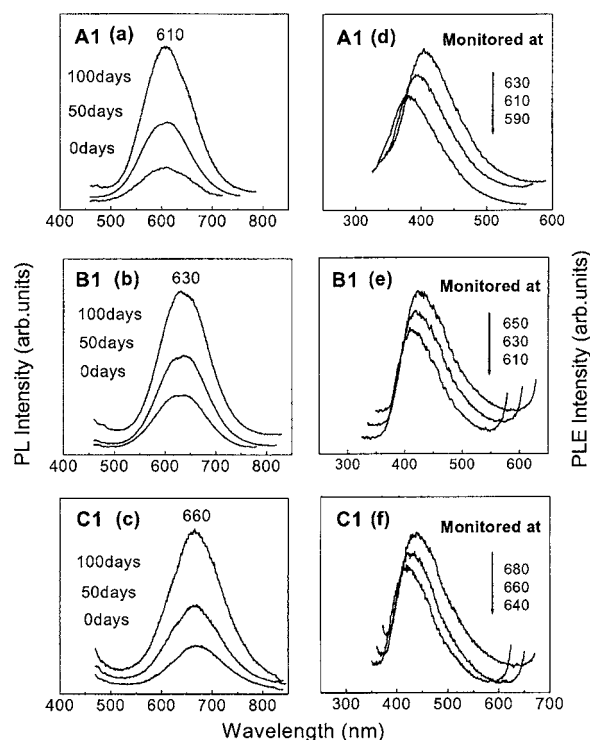 A1 (a) 610
100days
50days
0days
400 500 600 700 800
A1 (d) Monitored at
630
610
590
300 400 500 600
B1 (b) 630
100days
50days
0days
400 500 600 700 800
B1 (e) Monitored at
650
630
610
300 400 500 600
C1 (c) 660
100days
50days
0days
400 500 600 700 800
C1 (f) Monitored at
680
660
640
300 400 500 600 700
PL Intensity (arb.units)
PLE Intensity (arb.units)
Wavelength (nm)